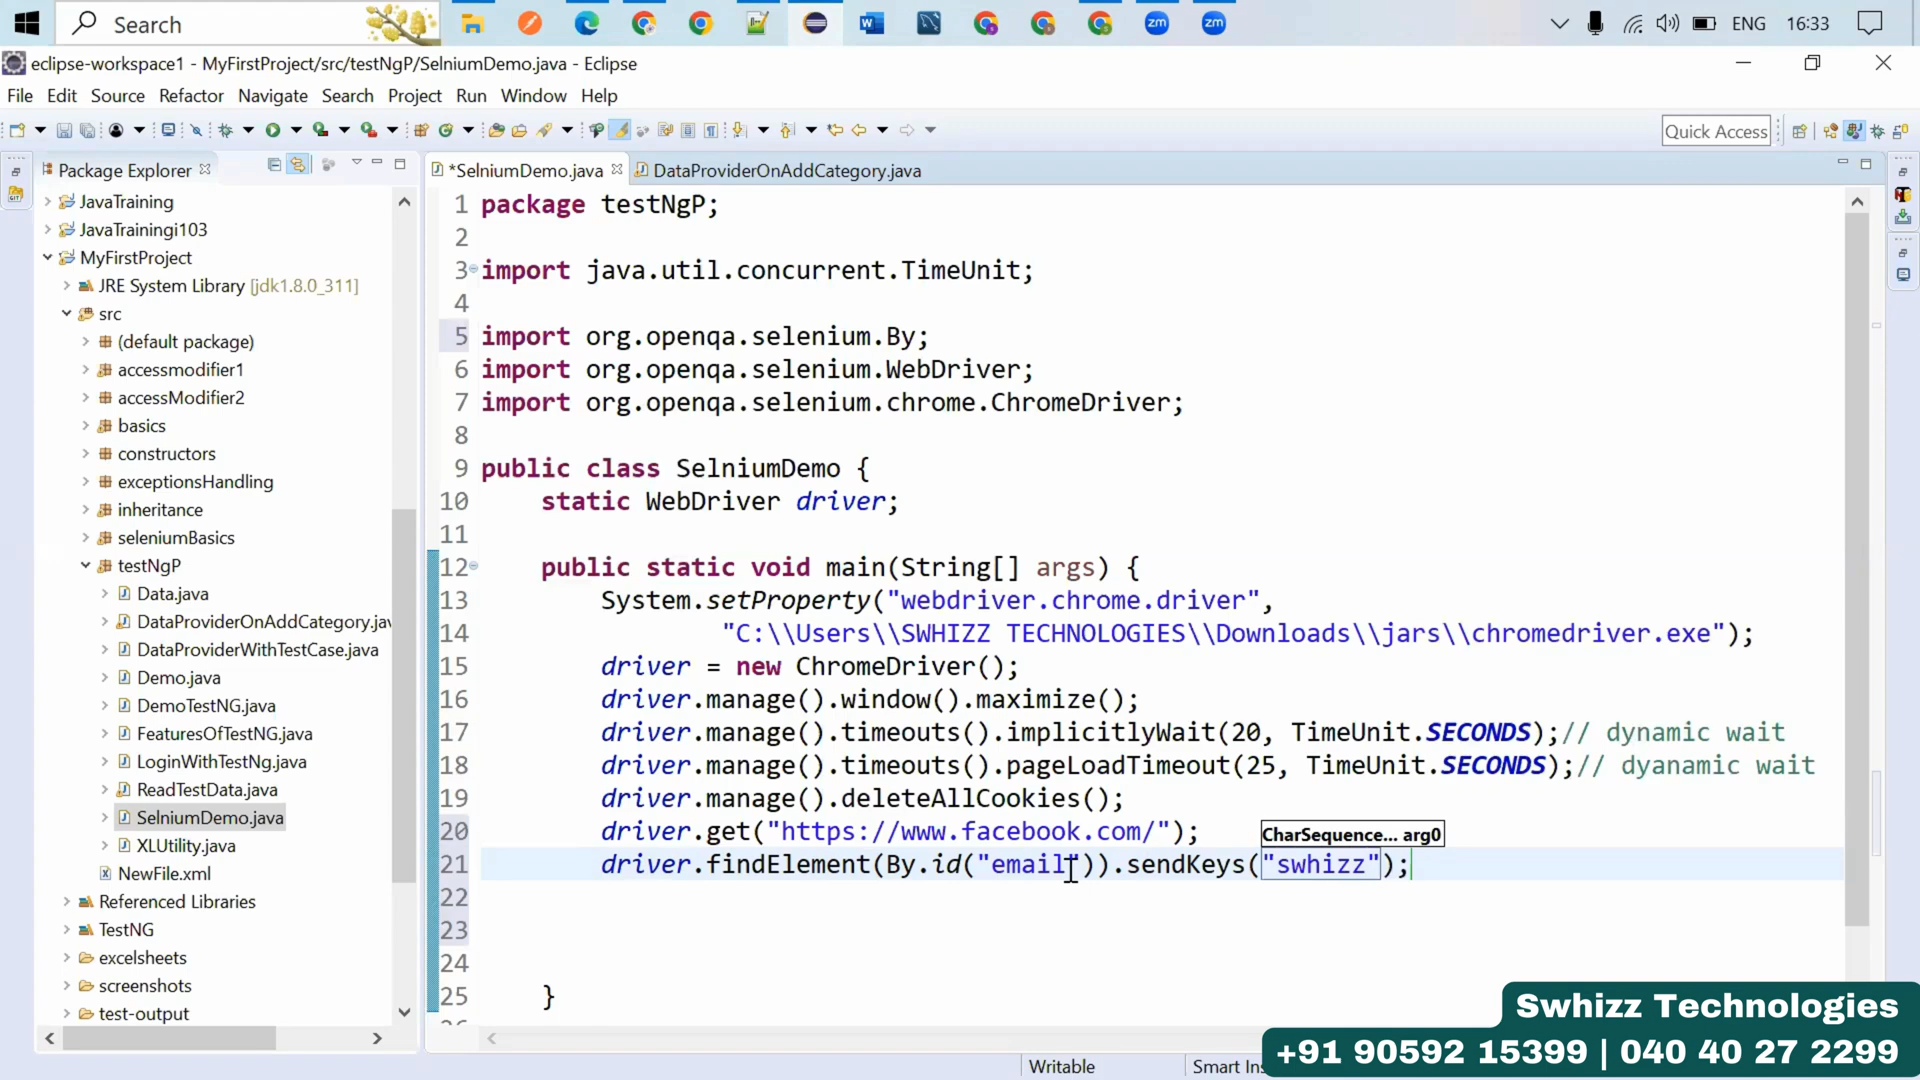 Search
ENG
16:33
eclipse-workspace1 - MyFirstProject/src/testNgP/SelniumDemo.java - Eclipse
File Edit Source Refactor Navigate Search Project Run Window Help
Quick Access
Package Explorer
*SelniumDemo.java
DataProviderOnAddCategory.java
JavaTraining
JavaTrainingi103
MyFirstProject
JRE System Library [jdk1.8.0_311]
src
(default package)
accessmodifier1
accessModifier2
basics
constructors
exceptionsHandling
inheritance
seleniumBasics
testNgP
Data.java
DataProviderOnAddCategory.jav
DataProviderWithTestCase.java
Demo.java
DemoTestNG.java
FeaturesOfTestNG.java
LoginWithTestNg.java
ReadTestData.java
SelniumDemo.java
XLUtility.java
NewFile.xml
Referenced Libraries
TestNG
excelsheets
screenshots
test-output
1 package testNgP;
2
3 import java.util.concurrent.TimeUnit;
4
5 import org.openqa.selenium.By;
6 import org.openqa.selenium.WebDriver;
7 import org.openqa.selenium.chrome.ChromeDriver;
8
9 public class SelniumDemo {
10 static WebDriver driver;
11
12 public static void main(String[] args) {
13 System.setProperty("webdriver.chrome.driver",
14 "C:\\Users\\SWHIZZ TECHNOLOGIES\\Downloads\\jars\\chromedriver.exe");
15 driver = new ChromeDriver();
16 driver.manage().window().maximize();
17 driver.manage().timeouts().implicitlyWait(20, TimeUnit.SECONDS);// dynamic wait
18 driver.manage().timeouts().pageLoadTimeout(25, TimeUnit.SECONDS);// dyanamic wait
19 driver.manage().deleteAllCookies();
20 driver.get("https://www.facebook.com/");
CharSequence... arg0
21 driver.findElement(By.id("email")).sendKeys("swhizz");
22
23
24
25 }
Writable
Smart Ins
Swhizz Technologies
+91 90592 15399 | 040 40 27 2299